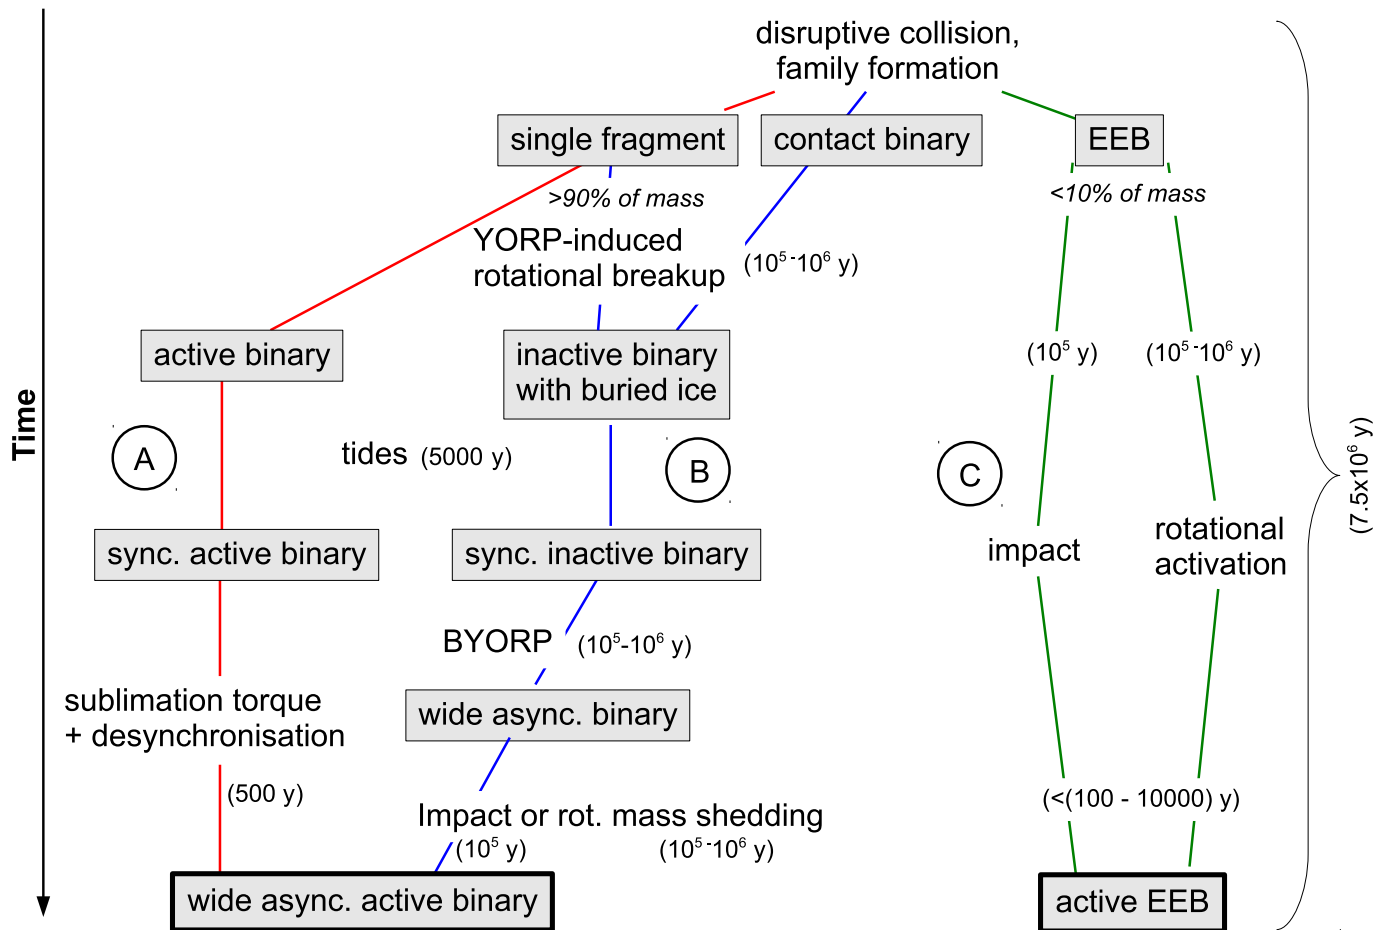 disruptive collision,
family formation
single fragment
contact binary
EEB
>90% of mass
<10% of mass
YORP-induced
rotational breakup
(10⁵-10⁶ y)
active binary
inactive binary
with buried ice
(10⁵ y)
(10⁵-10⁶ y)
Time
A
tides (5000 y)
B
C
(7.5x10⁶ y)
sync. active binary
sync. inactive binary
impact
rotational
activation
BYORP (10⁵-10⁶ y)
sublimation torque
+ desynchronisation
wide async. binary
(500 y)
(<(100 - 10000) y)
Impact or rot. mass shedding
(10⁵ y)
(10⁵-10⁶ y)
wide async. active binary
active EEB